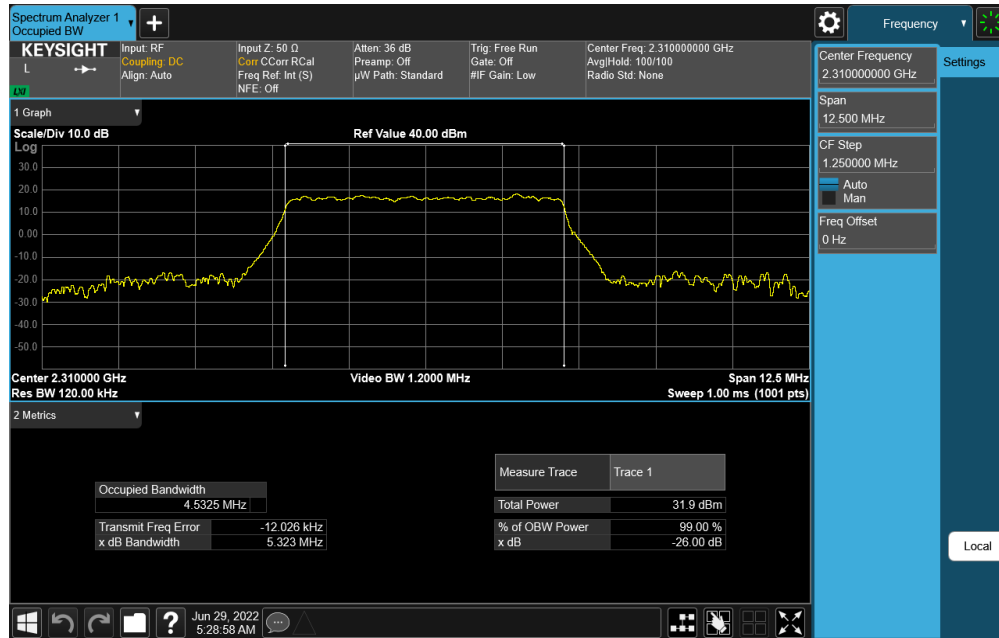 Spectrum Analyzer 1
Occupied BW
Frequency
KEYSIGHT
L
LXI
Input: RF
Coupling: DC
Align: Auto
Input Z: 50 Ω
Corr CCorr RCal
Freq Ref: Int (S)
NFE: Off
Atten: 36 dB
Preamp: Off
µW Path: Standard
Trig: Free Run
Gate: Off
#IF Gain: Low
Center Freq: 2.310000000 GHz
Avg|Hold: 100/100
Radio Std: None
Center Frequency
2.310000000 GHz
Settings
Span
12.500 MHz
CF Step
1.250000 MHz
Auto
Man
Freq Offset
0 Hz
Local
1 Graph
Scale/Div 10.0 dB
Ref Value 40.00 dBm
Log
30.0
20.0
10.0
0.00
-10.0
-20.0
-30.0
-40.0
-50.0
Center 2.310000 GHz
Video BW 1.2000 MHz
Span 12.5 MHz
Res BW 120.00 kHz
Sweep 1.00 ms (1001 pts)
2 Metrics
Measure Trace
Trace 1
Occupied Bandwidth
4.5325 MHz
Total Power
31.9 dBm
Transmit Freq Error
-12.026 kHz
% of OBW Power
99.00 %
x dB Bandwidth
5.323 MHz
x dB
-26.00 dB
Jun 29, 2022
5:28:58 AM